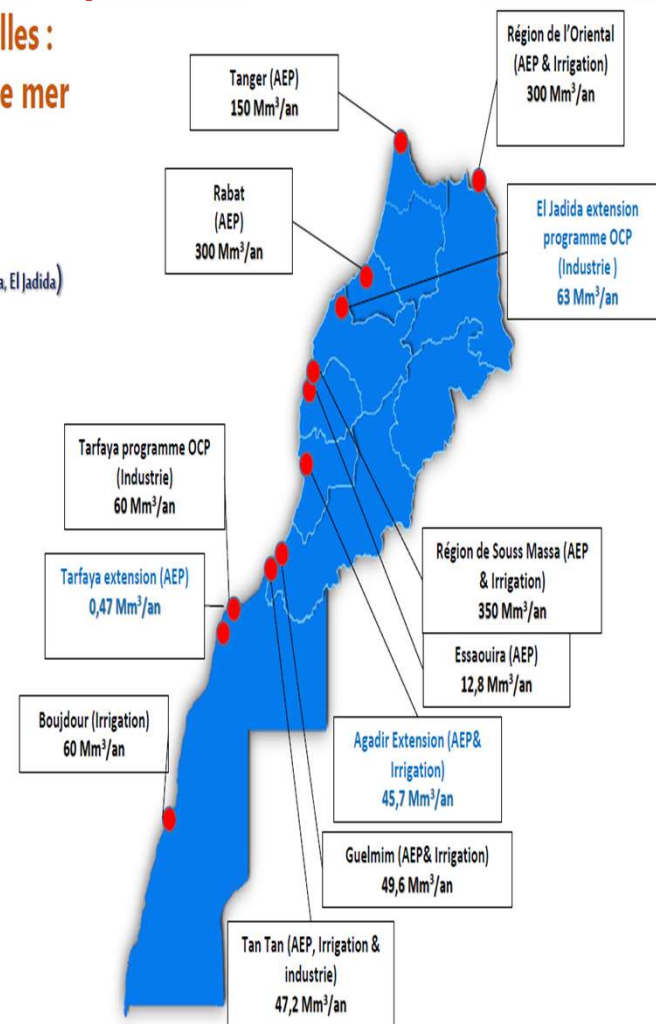 lles :
e mer
a, El Jadida)
Tanger (AEP)
150 Mm³/an
Région de l'Oriental
(AEP & Irrigation)
300 Mm³/an
Rabat
(AEP)
300 Mm³/an
El Jadida extension
programme OCP
(Industrie )
63 Mm³/an
Tarfaya programme OCP
(Industrie)
60 Mm³/an
Tarfaya extension (AEP)
0,47 Mm³/an
Région de Souss Massa (AEP
& Irrigation)
350 Mm³/an
Essaouira (AEP)
12,8 Mm³/an
Boujdour (Irrigation)
60 Mm³/an
Agadir Extension (AEP&
Irrigation)
45,7 Mm³/an
Guelmim (AEP& Irrigation)
49,6 Mm³/an
Tan Tan (AEP, Irrigation &
industrie)
47,2 Mm³/an